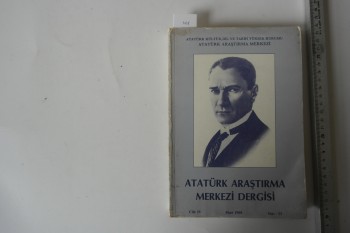 ATATÜRK KÜLTÜR, DİL VE TARİH YÜKSEK KURUMU
ATATÜRK ARAŞTIRMA MERKEZİ
ATATÜRK ARAŞTIRMA
MERKEZİ DERGİSİ